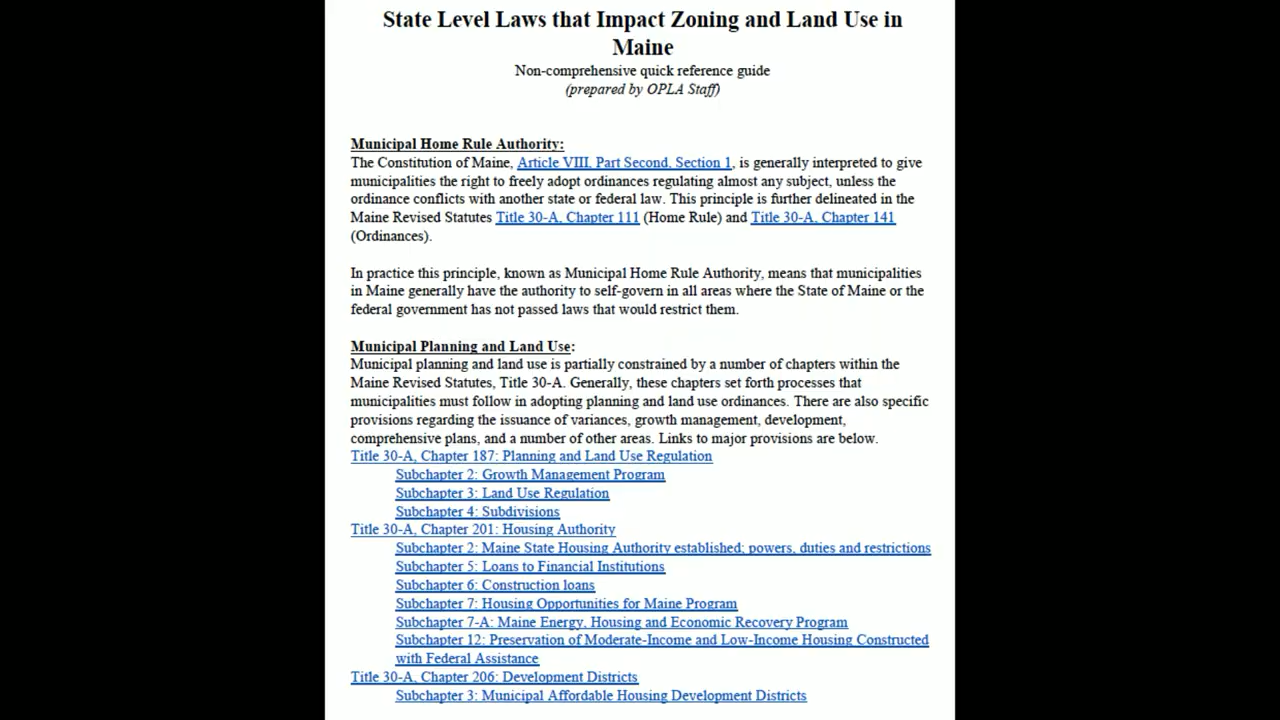 State Level Laws that Impact Zoning and Land Use in
Maine
Non-comprehensive quick reference guide
(prepared by OPLA Staff)
Municipal Home Rule Authority:
The Constitution of Maine, Article VIII, Part Second, Section 1, is generally interpreted to give
municipalities the right to freely adopt ordinances regulating almost any subject, unless the
ordinance conflicts with another state or federal law. This principle is further delineated in the
Maine Revised Statutes Title 30-A, Chapter 111 (Home Rule) and Title 30-A, Chapter 141
(Ordinances).
In practice this principle, known as Municipal Home Rule Authority, means that municipalities
in Maine generally have the authority to self-govern in all areas where the State of Maine or the
federal government has not passed laws that would restrict them.
Municipal Planning and Land Use:
Municipal planning and land use is partially constrained by a number of chapters within the
Maine Revised Statutes, Title 30-A. Generally, these chapters set forth processes that
municipalities must follow in adopting planning and land use ordinances. There are also specific
provisions regarding the issuance of variances, growth management, development,
comprehensive plans, and a number of other areas. Links to major provisions are below.
Title 30-A, Chapter 187: Planning and Land Use Regulation
Subchapter 2: Growth Management Program
Subchapter 3: Land Use Regulation
Subchapter 4: Subdivisions
Title 30-A, Chapter 201: Housing Authority
Subchapter 2: Maine State Housing Authority established; powers, duties and restrictions
Subchapter 5: Loans to Financial Institutions
Subchapter 6: Construction loans
Subchapter 7: Housing Opportunities for Maine Program
Subchapter 7-A: Maine Energy, Housing and Economic Recovery Program
Subchapter 12: Preservation of Moderate-Income and Low-Income Housing Constructed
with Federal Assistance
Title 30-A, Chapter 206: Development Districts
Subchapter 3: Municipal Affordable Housing Development Districts